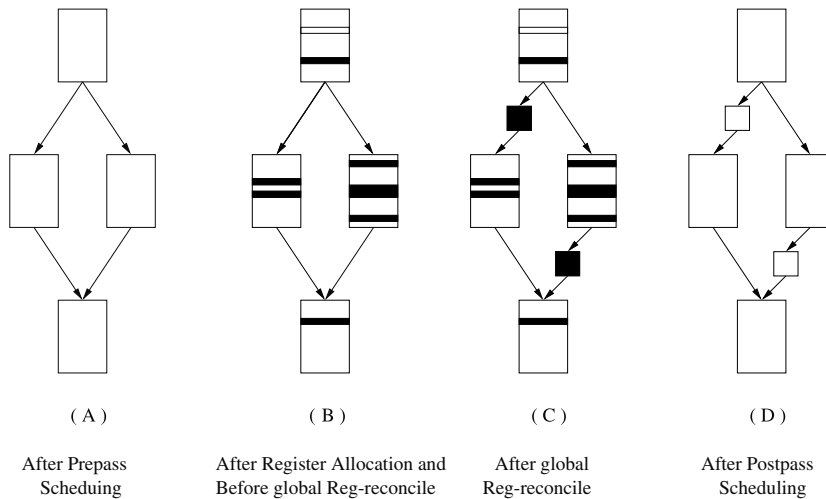 ( A )
( B )
( C )
( D )
After Prepass
Scheduing
After Register Allocation and
Before global Reg-reconcile
After global
Reg-reconcile
After Postpass
Scheduling